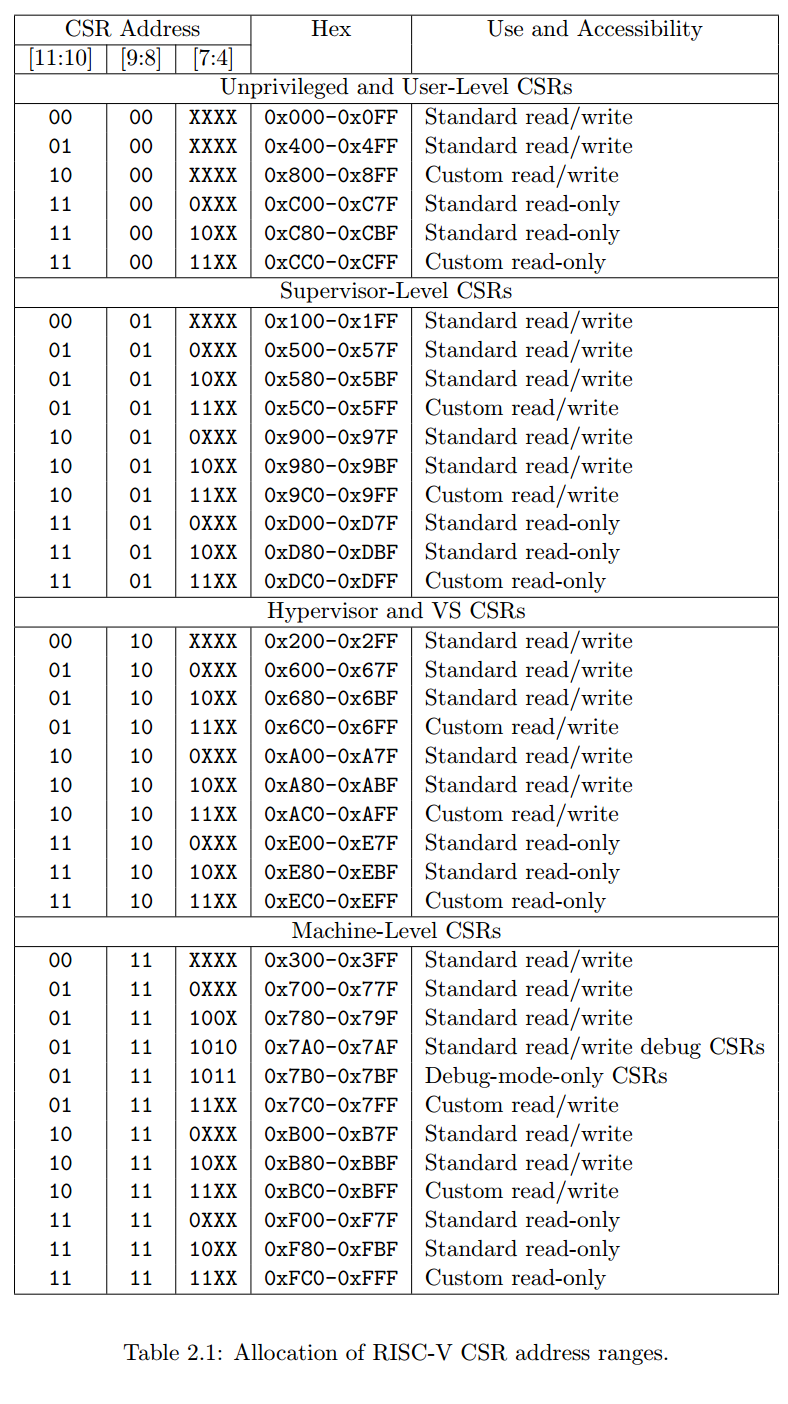 CSR Address Hex Use and Accessibility
[11:10] [9:8] [7:4]
Unprivileged and User-Level CSRs
00 00 XXXX 0x000-0x0FF Standard read/write
01 00 XXXX 0x400-0x4FF Standard read/write
10 00 XXXX 0x800-0x8FF Custom read/write
11 00 0XXX 0xC00-0xC7F Standard read-only
11 00 10XX 0xC80-0xCBF Standard read-only
11 00 11XX 0xCC0-0xCFF Custom read-only
Supervisor-Level CSRs
00 01 XXXX 0x100-0x1FF Standard read/write
01 01 0XXX 0x500-0x57F Standard read/write
01 01 10XX 0x580-0x5BF Standard read/write
01 01 11XX 0x5C0-0x5FF Custom read/write
10 01 0XXX 0x900-0x97F Standard read/write
10 01 10XX 0x980-0x9BF Standard read/write
10 01 11XX 0x9C0-0x9FF Custom read/write
11 01 0XXX 0xD00-0xD7F Standard read-only
11 01 10XX 0xD80-0xDBF Standard read-only
11 01 11XX 0xDC0-0xDFF Custom read-only
Hypervisor and VS CSRs
00 10 XXXX 0x200-0x2FF Standard read/write
01 10 0XXX 0x600-0x67F Standard read/write
01 10 10XX 0x680-0x6BF Standard read/write
01 10 11XX 0x6C0-0x6FF Custom read/write
10 10 0XXX 0xA00-0xA7F Standard read/write
10 10 10XX 0xA80-0xABF Standard read/write
10 10 11XX 0xAC0-0xAFF Custom read/write
11 10 0XXX 0xE00-0xE7F Standard read-only
11 10 10XX 0xE80-0xEBF Standard read-only
11 10 11XX 0xEC0-0xEFF Custom read-only
Machine-Level CSRs
00 11 XXXX 0x300-0x3FF Standard read/write
01 11 0XXX 0x700-0x77F Standard read/write
01 11 100X 0x780-0x79F Standard read/write
01 11 1010 0x7A0-0x7AF Standard read/write debug CSRs
01 11 1011 0x7B0-0x7BF Debug-mode-only CSRs
01 11 11XX 0x7C0-0x7FF Custom read/write
10 11 0XXX 0xB00-0xB7F Standard read/write
10 11 10XX 0xB80-0xBBF Standard read/write
10 11 11XX 0xBC0-0xBFF Custom read/write
11 11 0XXX 0xF00-0xF7F Standard read-only
11 11 10XX 0xF80-0xFBF Standard read-only
11 11 11XX 0xFC0-0xFFF Custom read-only
Table 2.1: Allocation of RISC-V CSR address ranges.